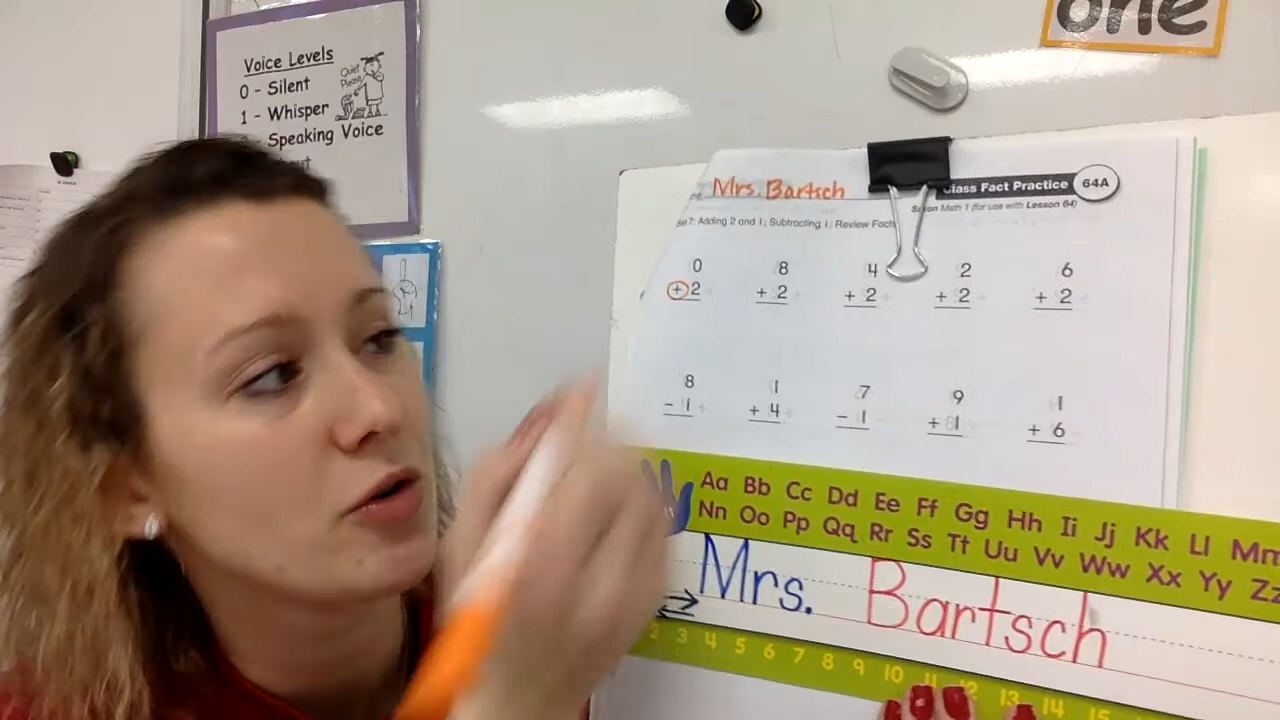 Voice Levels
0 - Silent
1 - Whisper
Speaking Voice
Quiet
Please
one
Mrs. Bartsch
Class Fact Practice 64A
Saxon Math 1 (for use with Lesson 64)
Adding 2 and 1; Subtracting 1; Review Facts
0 8 4 2 6
+2 +2 +2 +2 +2
8 1 7 9 1
-1 +4 -1 +1 +6
Aa Bb Cc Dd Ee Ff Gg Hh Ii Jj Kk Ll Mm
Nn Oo Pp Qq Rr Ss Tt Uu Vv Ww Xx Yy Zz
Mrs. Bartsch
2 3 4 5 6 7 8 9 10 11 12 13 14 15